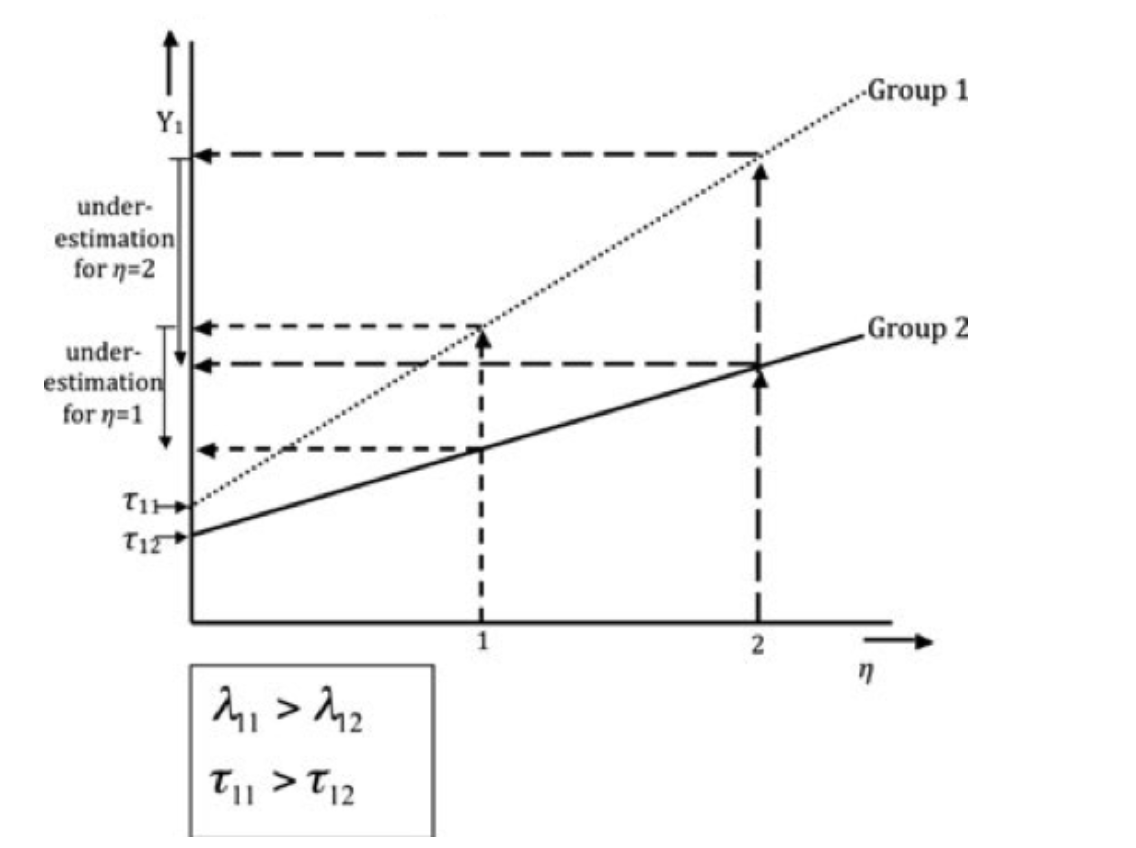 Group 1
Y₁
under-
estimation
for η=2
Group 2
under-
estimation
for η=1
τ₁₁
τ₁₂
1
2
η
λ₁₁ > λ₁₂
τ₁₁ > τ₁₂